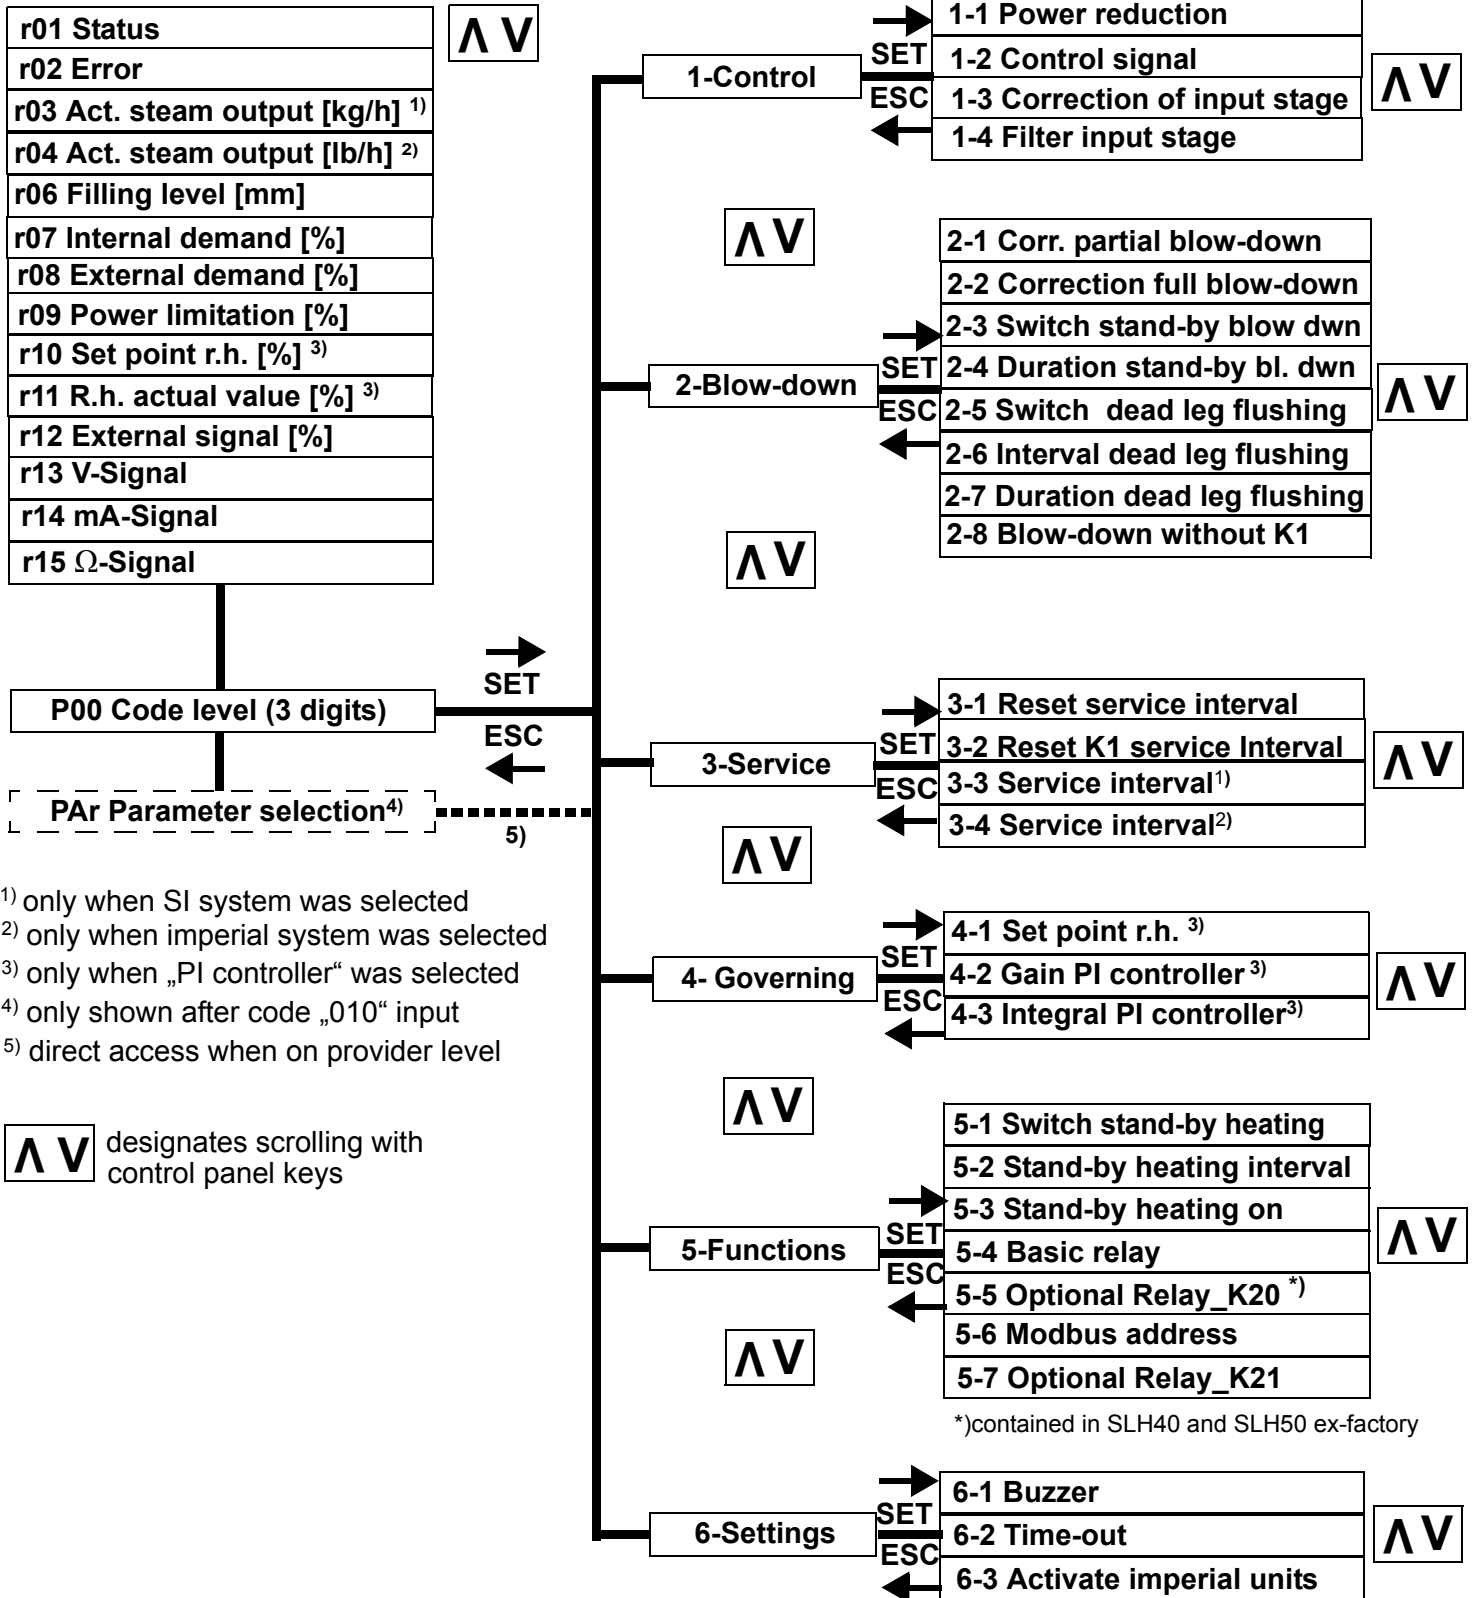 r01 Status
r02 Error
r03 Act. steam output [kg/h] 1)
r04 Act. steam output [lb/h] 2)
r06 Filling level [mm]
r07 Internal demand [%]
r08 External demand [%]
r09 Power limitation [%]
r10 Set point r.h. [%] 3)
r11 R.h. actual value [%] 3)
r12 External signal [%]
r13 V-Signal
r14 mA-Signal
r15 Ω-Signal
P00 Code level (3 digits)
SET
ESC
PAr Parameter selection4)
5)
1) only when SI system was selected
2) only when imperial system was selected
3) only when „PI controller“ was selected
4) only shown after code „010“ input
5) direct access when on provider level
Λ V designates scrolling with
control panel keys
Λ V
1-Control
SET
ESC
1-1 Power reduction
1-2 Control signal
1-3 Correction of input stage
1-4 Filter input stage
Λ V
Λ V
2-Blow-down
SET
ESC
2-1 Corr. partial blow-down
2-2 Correction full blow-down
2-3 Switch stand-by blow dwn
2-4 Duration stand-by bl. dwn
2-5 Switch dead leg flushing
2-6 Interval dead leg flushing
2-7 Duration dead leg flushing
2-8 Blow-down without K1
Λ V
Λ V
3-Service
SET
ESC
3-1 Reset service interval
3-2 Reset K1 service Interval
3-3 Service interval1)
3-4 Service interval2)
Λ V
Λ V
4- Governing
SET
ESC
4-1 Set point r.h. 3)
4-2 Gain PI controller 3)
4-3 Integral PI controller3)
Λ V
Λ V
5-Functions
SET
ESC
5-1 Switch stand-by heating
5-2 Stand-by heating interval
5-3 Stand-by heating on
5-4 Basic relay
5-5 Optional Relay_K20 *)
5-6 Modbus address
5-7 Optional Relay_K21
Λ V
Λ V
*)contained in SLH40 and SLH50 ex-factory
6-Settings
SET
ESC
6-1 Buzzer
6-2 Time-out
6-3 Activate imperial units
Λ V